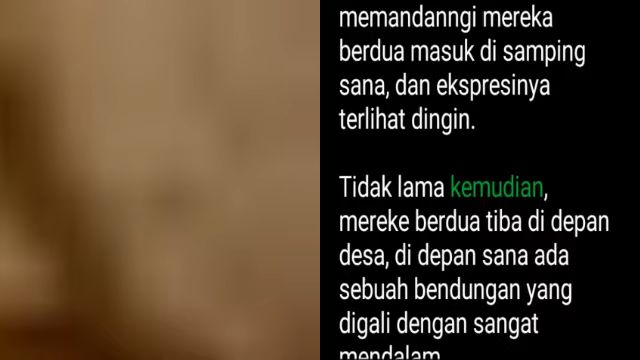 memandanngi mereka
berdua masuk di samping
sana, dan ekspresinya
terlihat dingin.
Tidak lama kemudian,
mereke berdua tiba di depan
desa, di depan sana ada
sebuah bendungan yang
digali dengan sangat
mendalam